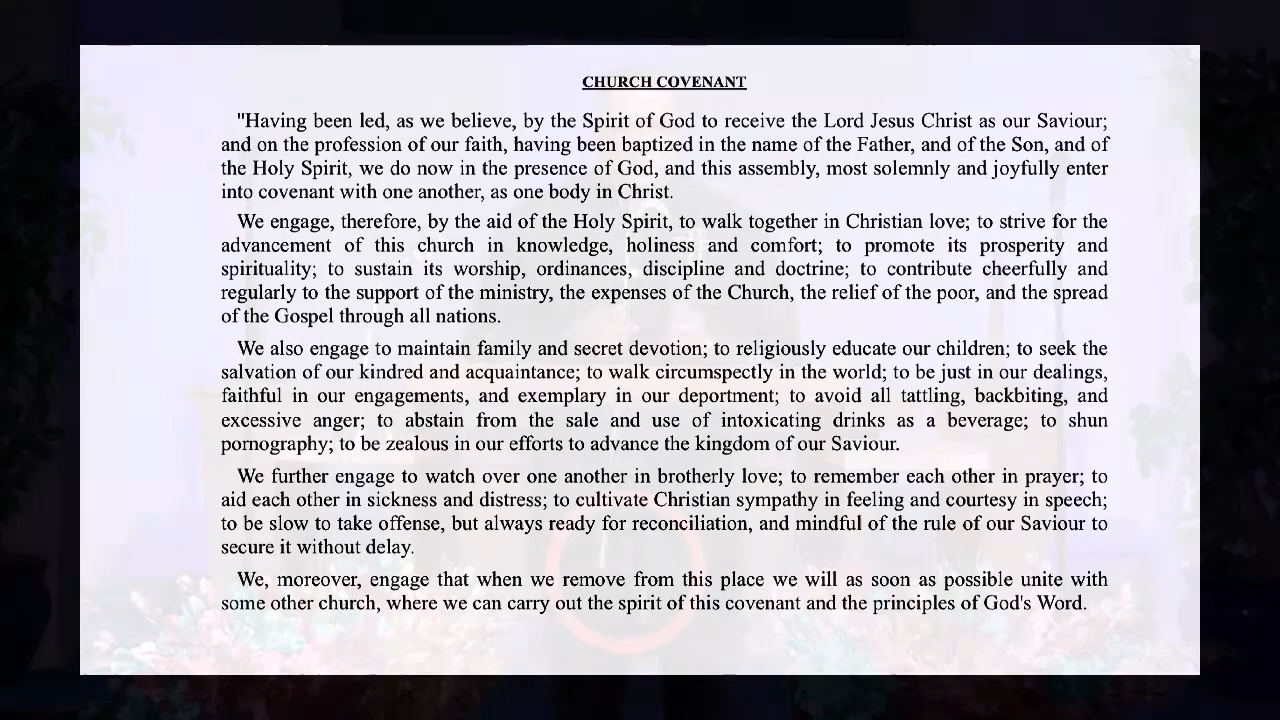 CHURCH COVENANT
"Having been led, as we believe, by the Spirit of God to receive the Lord Jesus Christ as our Saviour;
and on the profession of our faith, having been baptized in the name of the Father, and of the Son, and of
the Holy Spirit, we do now in the presence of God, and this assembly, most solemnly and joyfully enter
into covenant with one another, as one body in Christ.
We engage, therefore, by the aid of the Holy Spirit, to walk together in Christian love; to strive for the
advancement of this church in knowledge, holiness and comfort; to promote its prosperity and
spirituality; to sustain its worship, ordinances, discipline and doctrine; to contribute cheerfully and
regularly to the support of the ministry, the expenses of the Church, the relief of the poor, and the spread
of the Gospel through all nations.
We also engage to maintain family and secret devotion; to religiously educate our children; to seek the
salvation of our kindred and acquaintance; to walk circumspectly in the world; to be just in our dealings,
faithful in our engagements, and exemplary in our deportment; to avoid all tattling, backbiting, and
excessive anger; to abstain from the sale and use of intoxicating drinks as a beverage; to shun
pornography; to be zealous in our efforts to advance the kingdom of our Saviour.
We further engage to watch over one another in brotherly love; to remember each other in prayer; to
aid each other in sickness and distress; to cultivate Christian sympathy in feeling and courtesy in speech;
to be slow to take offense, but always ready for reconciliation, and mindful of the rule of our Saviour to
secure it without delay.
We, moreover, engage that when we remove from this place we will as soon as possible unite with
some other church, where we can carry out the spirit of this covenant and the principles of God's Word.